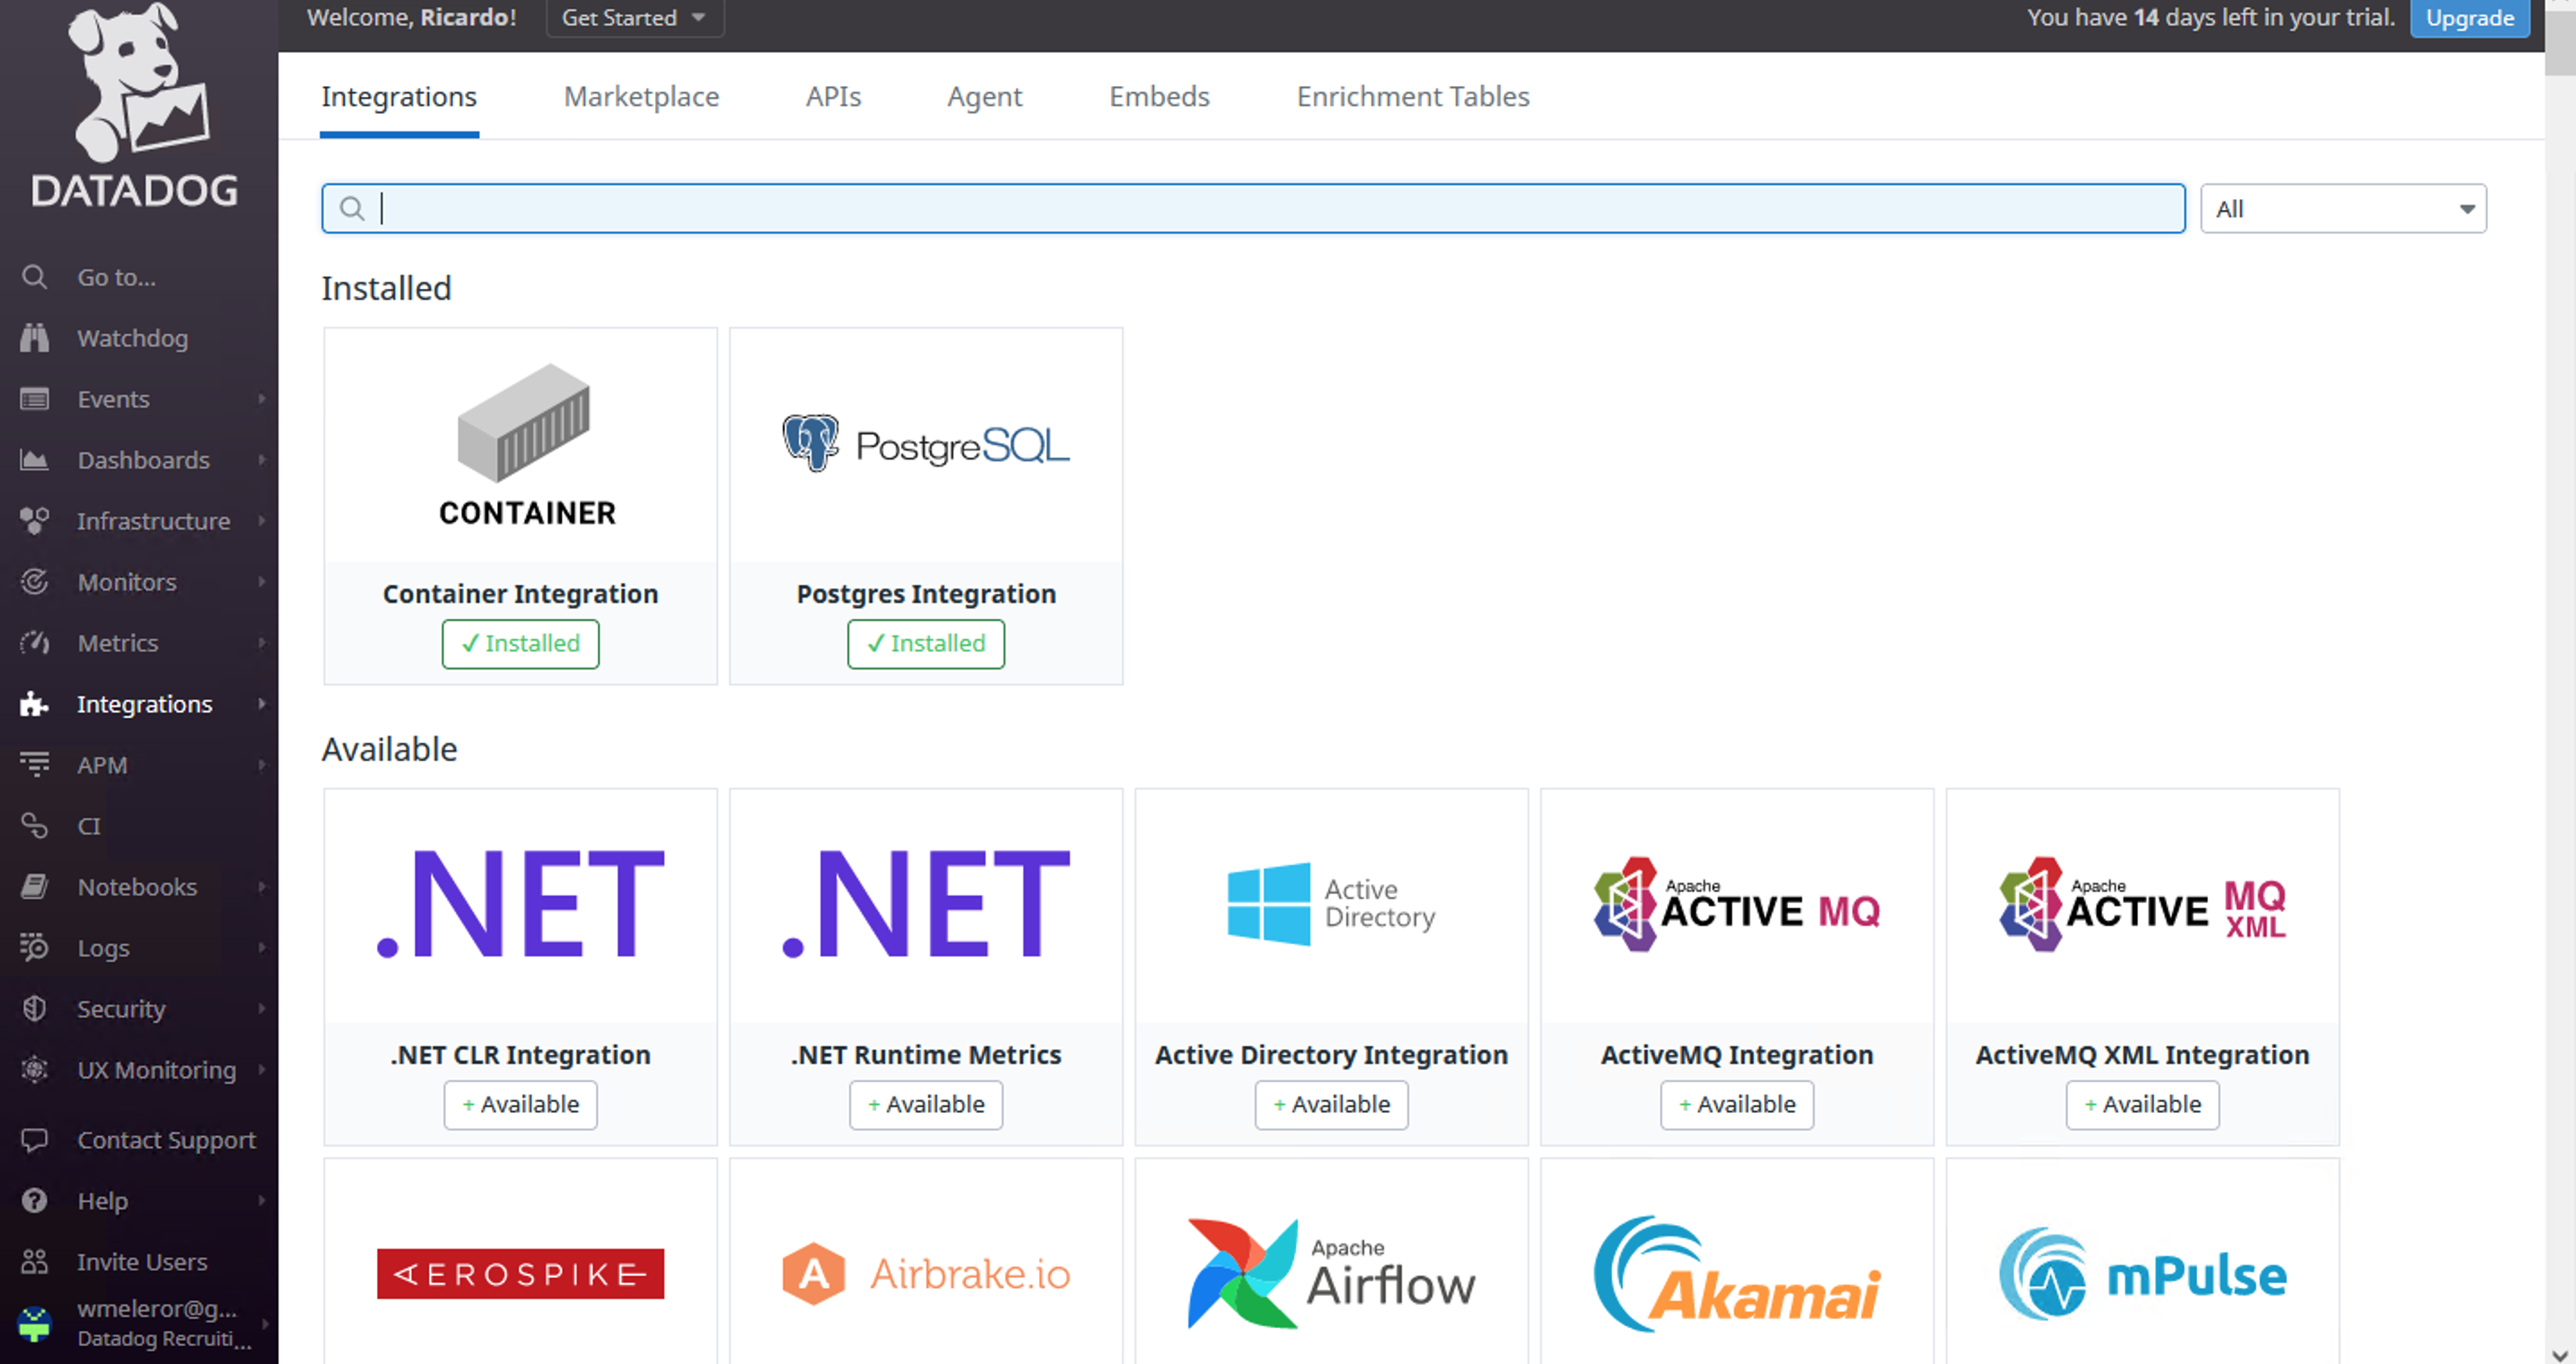 DATADOG
Go to...
Watchdog
Events
Dashboards
Infrastructure
Monitors
Metrics
Integrations
APM
CI
Notebooks
Logs
Security
UX Monitoring
Contact Support
Help
Invite Users
wmeleror@g...
Datadog Recruiti...
Welcome, Ricardo!
Get Started
You have 14 days left in your trial.
Upgrade
Integrations
Marketplace
APIs
Agent
Embeds
Enrichment Tables
All
Installed
CONTAINER
Container Integration
✓ Installed
PostgreSQL
Postgres Integration
✓ Installed
Available
.NET
.NET CLR Integration
+ Available
.NET
.NET Runtime Metrics
+ Available
Active
Directory
Active Directory Integration
+ Available
Apache
ACTIVE MQ
ActiveMQ Integration
+ Available
Apache
ACTIVE MQ
XML
ActiveMQ XML Integration
+ Available
AEROSPIKE
A Airbrake.io
Apache
Airflow
Akamai
mPulse